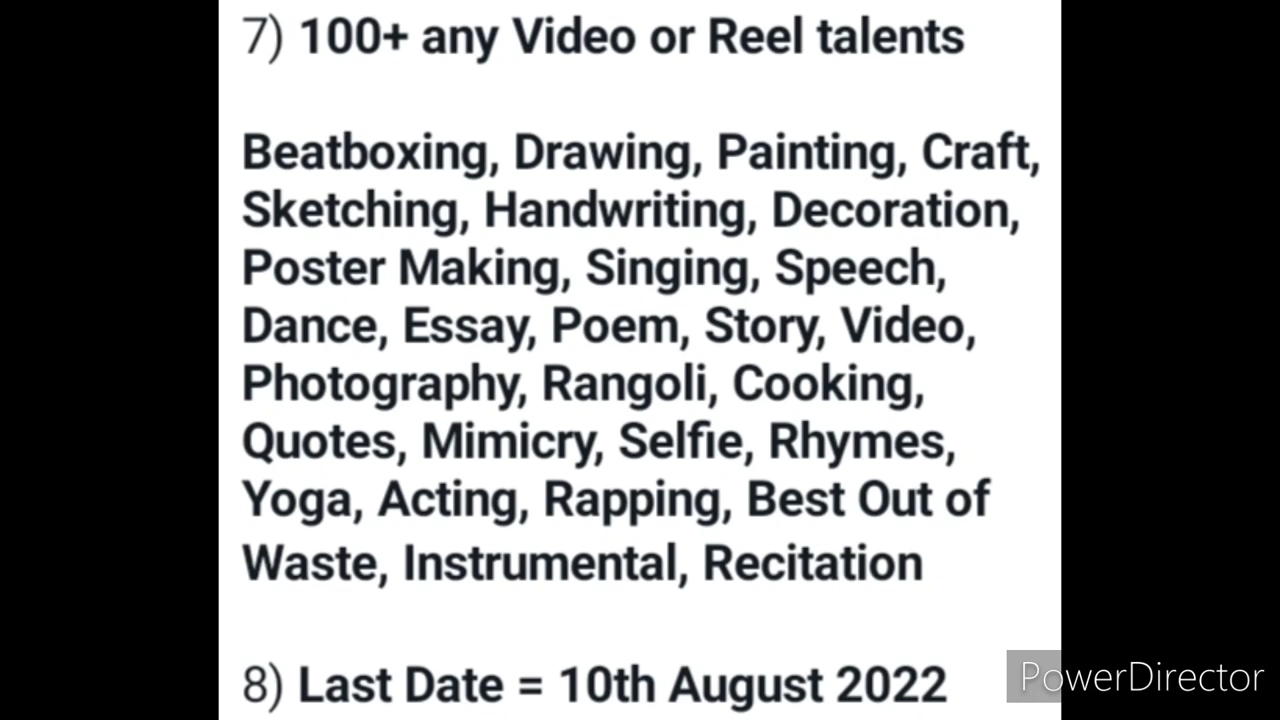 7) 100+ any Video or Reel talents
Beatboxing, Drawing, Painting, Craft,
Sketching, Handwriting, Decoration,
Poster Making, Singing, Speech,
Dance, Essay, Poem, Story, Video,
Photography, Rangoli, Cooking,
Quotes, Mimicry, Selfie, Rhymes,
Yoga, Acting, Rapping, Best Out of
Waste, Instrumental, Recitation
8) Last Date = 10th August 2022
PowerDirector